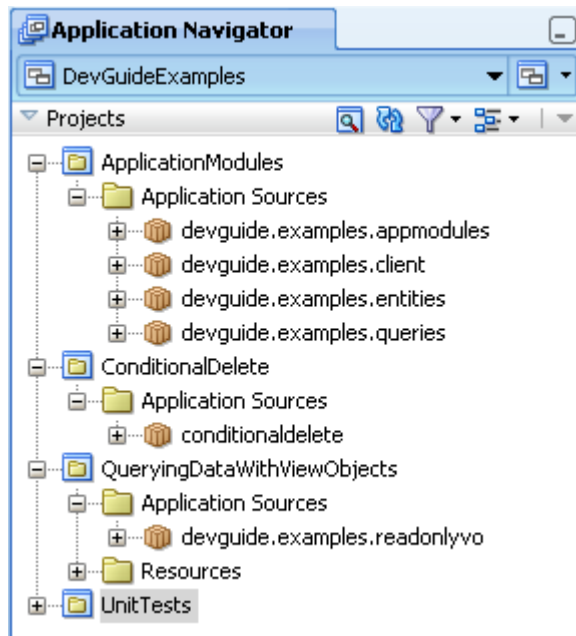 Application Navigator
DevGuideExamples
Projects
ApplicationModules
Application Sources
devguide.examples.appmodules
devguide.examples.client
devguide.examples.entities
devguide.examples.queries
ConditionalDelete
Application Sources
conditionaldelete
QueryingDataWithViewObjects
Application Sources
devguide.examples.readonlyvo
Resources
UnitTests